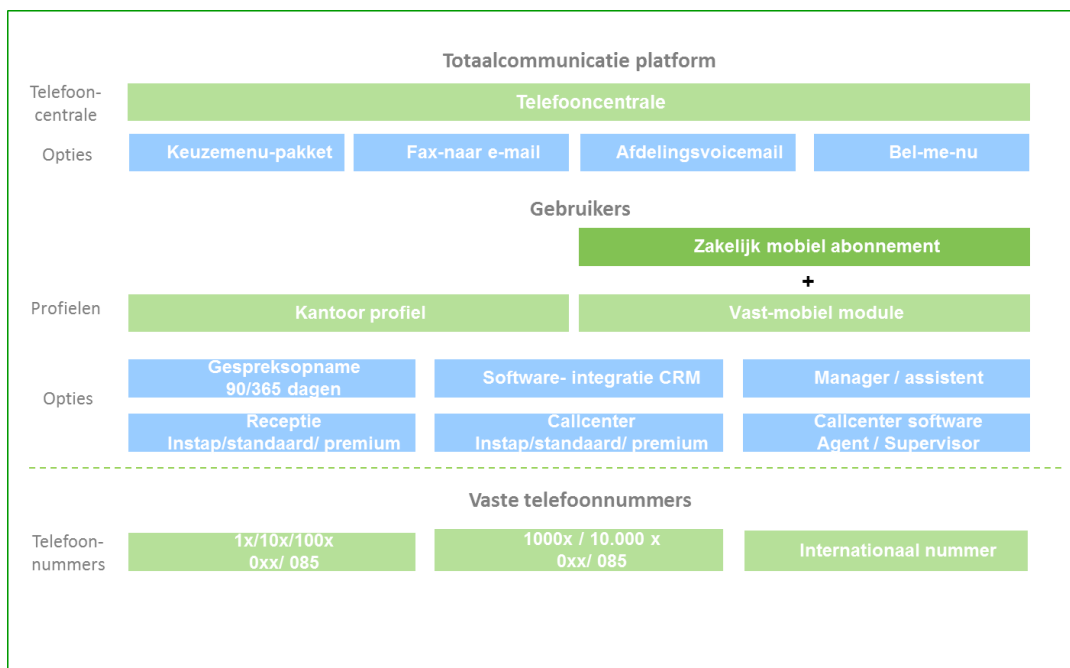 Totaalcommunicatie platform
Telefoon-
centrale
Telefooncentrale
Opties
Keuzemenu-pakket
Fax-naar e-mail
Afdelingsvoicemail
Bel-me-nu
Gebruikers
Zakelijk mobiel abonnement
+
Profielen
Kantoor profiel
Vast-mobiel module
Opties
Gespreksopname
90/365 dagen
Software- integratie CRM
Manager / assistent
Receptie
Instap/standaard/ premium
Callcenter
Instap/standaard/ premium
Callcenter software
Agent / Supervisor
Vaste telefoonnummers
Telefoon-
nummers
1x/10x/100x
0xx/ 085
1000x / 10.000 x
0xx/ 085
Internationaal nummer